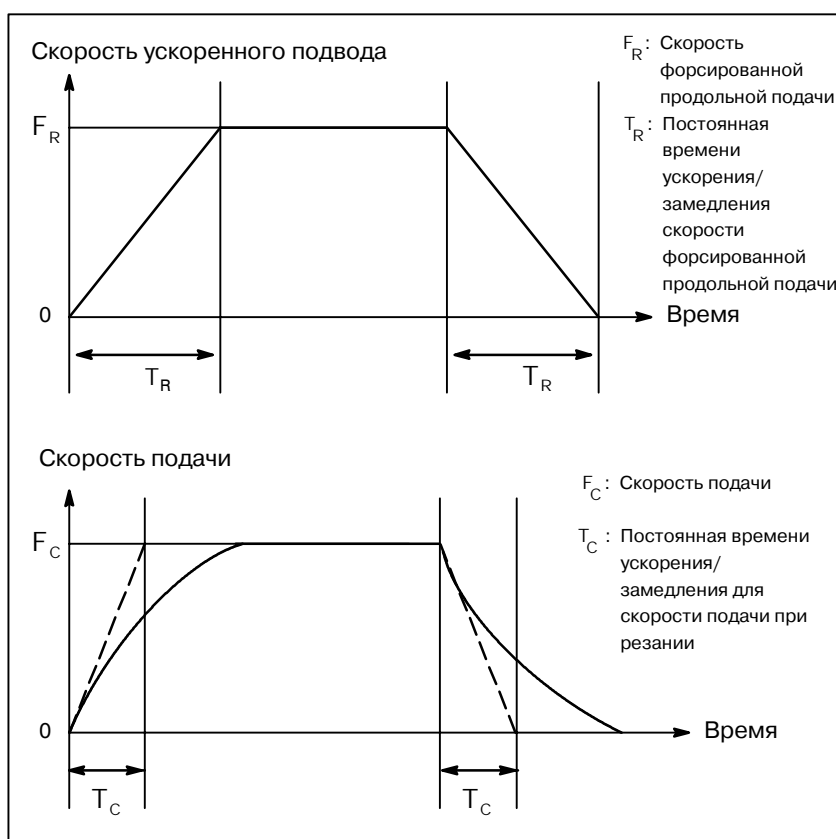 Скорость ускоренного подвода
F_R: Скорость
форсированной
продольной подачи
T_R: Постоянная
времени
ускорения/
замедления
скорости
форсированной
продольной подачи
F_R
0
Время
T_R
T_R
Скорость подачи
F_C: Скорость подачи
T_C: Постоянная времени
ускорения/
замедления для
скорости подачи при
резании
F_C
0
Время
T_C
T_C